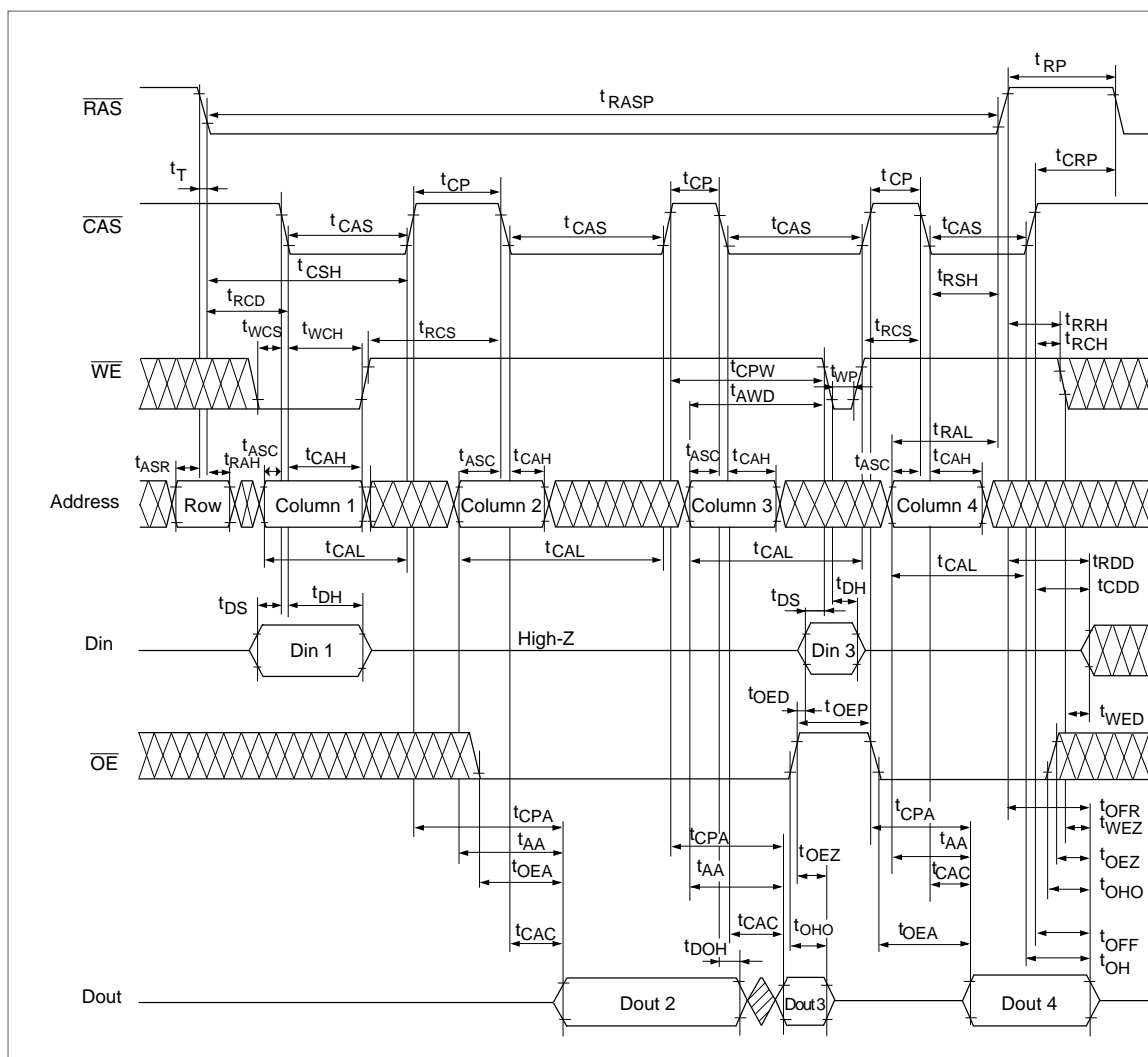 tRP
RAS
tRASP
tT
tCP
tCP
tCP
tCRP
CAS
tCAS
tCAS
tCAS
tCAS
tCSH
tRSH
tRCD
tWCS
tWCH
tRCS
tRCS
tRRH
tRCH
WE
tCPW
tWP
tAWD
tRAL
tASR
tRAH
tASC
tCAH
tASC
tCAH
tASC
tCAH
tASC
tCAH
Address
Row
Column 1
Column 2
Column 3
Column 4
tCAL
tCAL
tCAL
tCAL
tRDD
tCDD
tDS
tDH
tDS
tDH
Din
Din 1
High-Z
Din 3
tOED
tOEP
tWED
OE
tCPA
tCPA
tCPA
tOFR
tWEZ
tAA
tAA
tAA
tOEZ
tOEZ
tOEA
tCAC
tOHO
tCAC
tCAC
tOHO
tOEA
tOFF
tDOH
tOH
Dout
Dout 2
Dout3
Dout 4